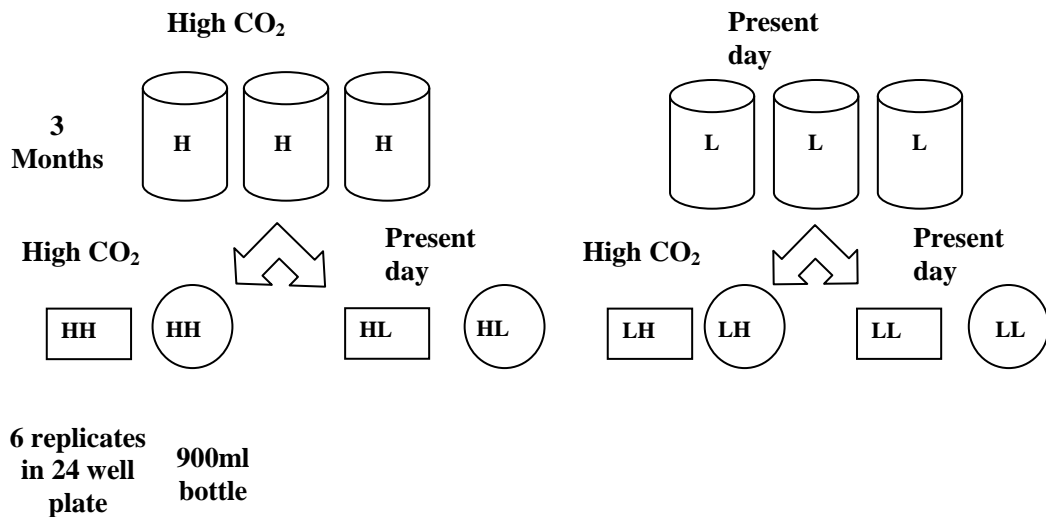 High CO₂
Present
day
3
Months
H H H
L L L
High CO₂
Present
day
High CO₂
Present
day
HH HH HL HL
LH LH LL LL
6 replicates
in 24 well
plate
900ml
bottle